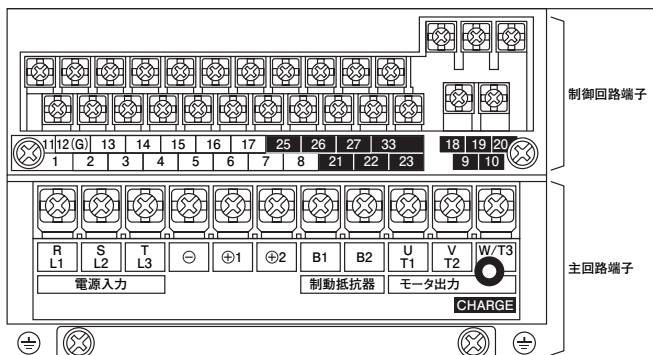 制御回路端子
11 12(G) 13 14 15 16 17 25 26 27 33 18 19 20
1 2 3 4 5 6 7 8 21 22 23 9 10
R S T ⊖ ⊕1 ⊕2 B1 B2 U V W/T3
L1 L2 L3 T1 T2
主回路端子
電源入力 制動抵抗器 モータ出力
CHARGE